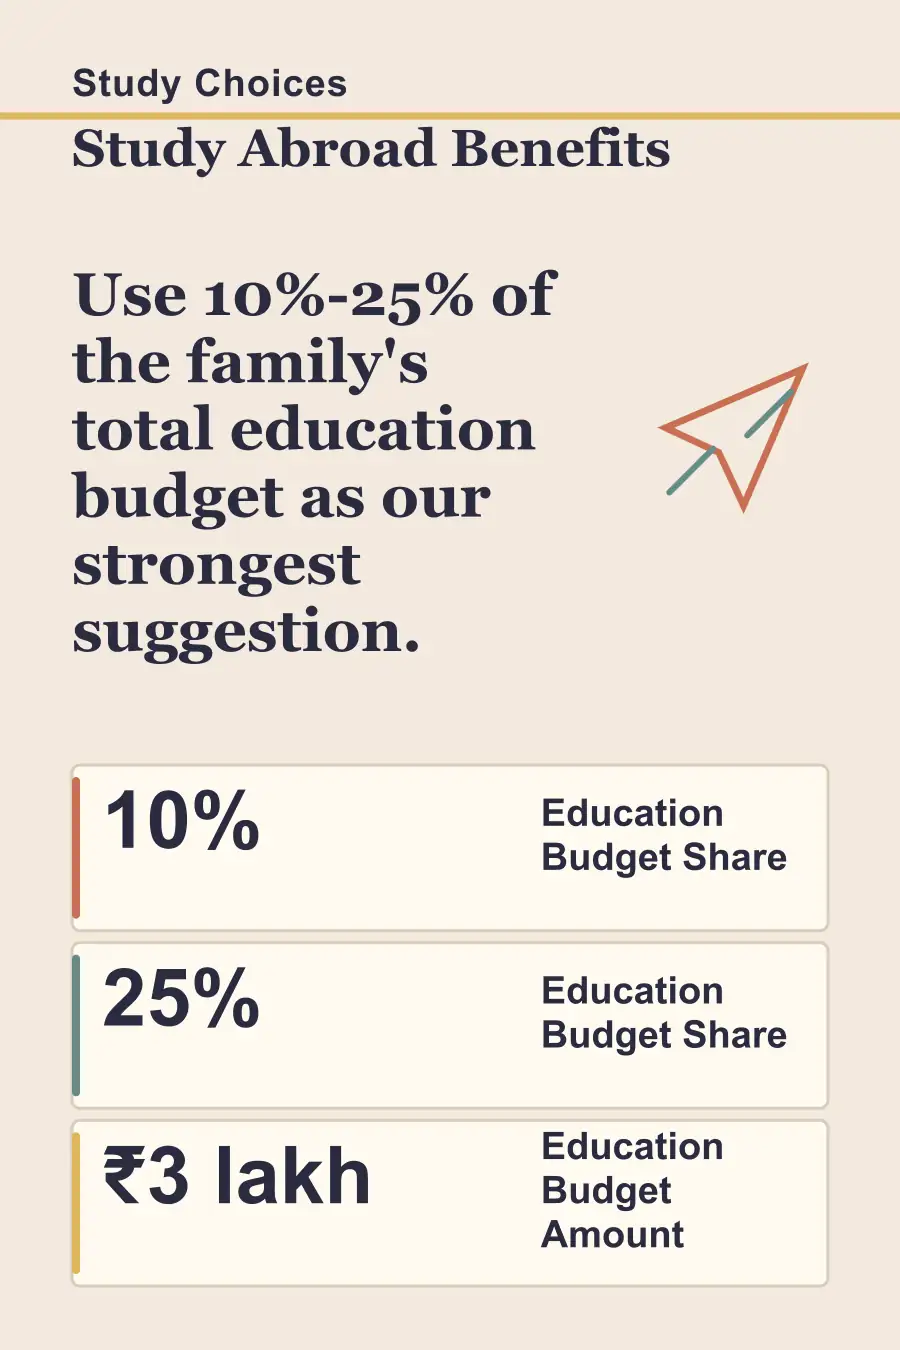 Study Choices
Study Abroad Benefits
Use 10%-25% of
the family's
total education
budget as our
strongest
suggestion.
10%
Education
Budget Share
25%
Education
Budget Share
₹3 lakh
Education
Budget
Amount